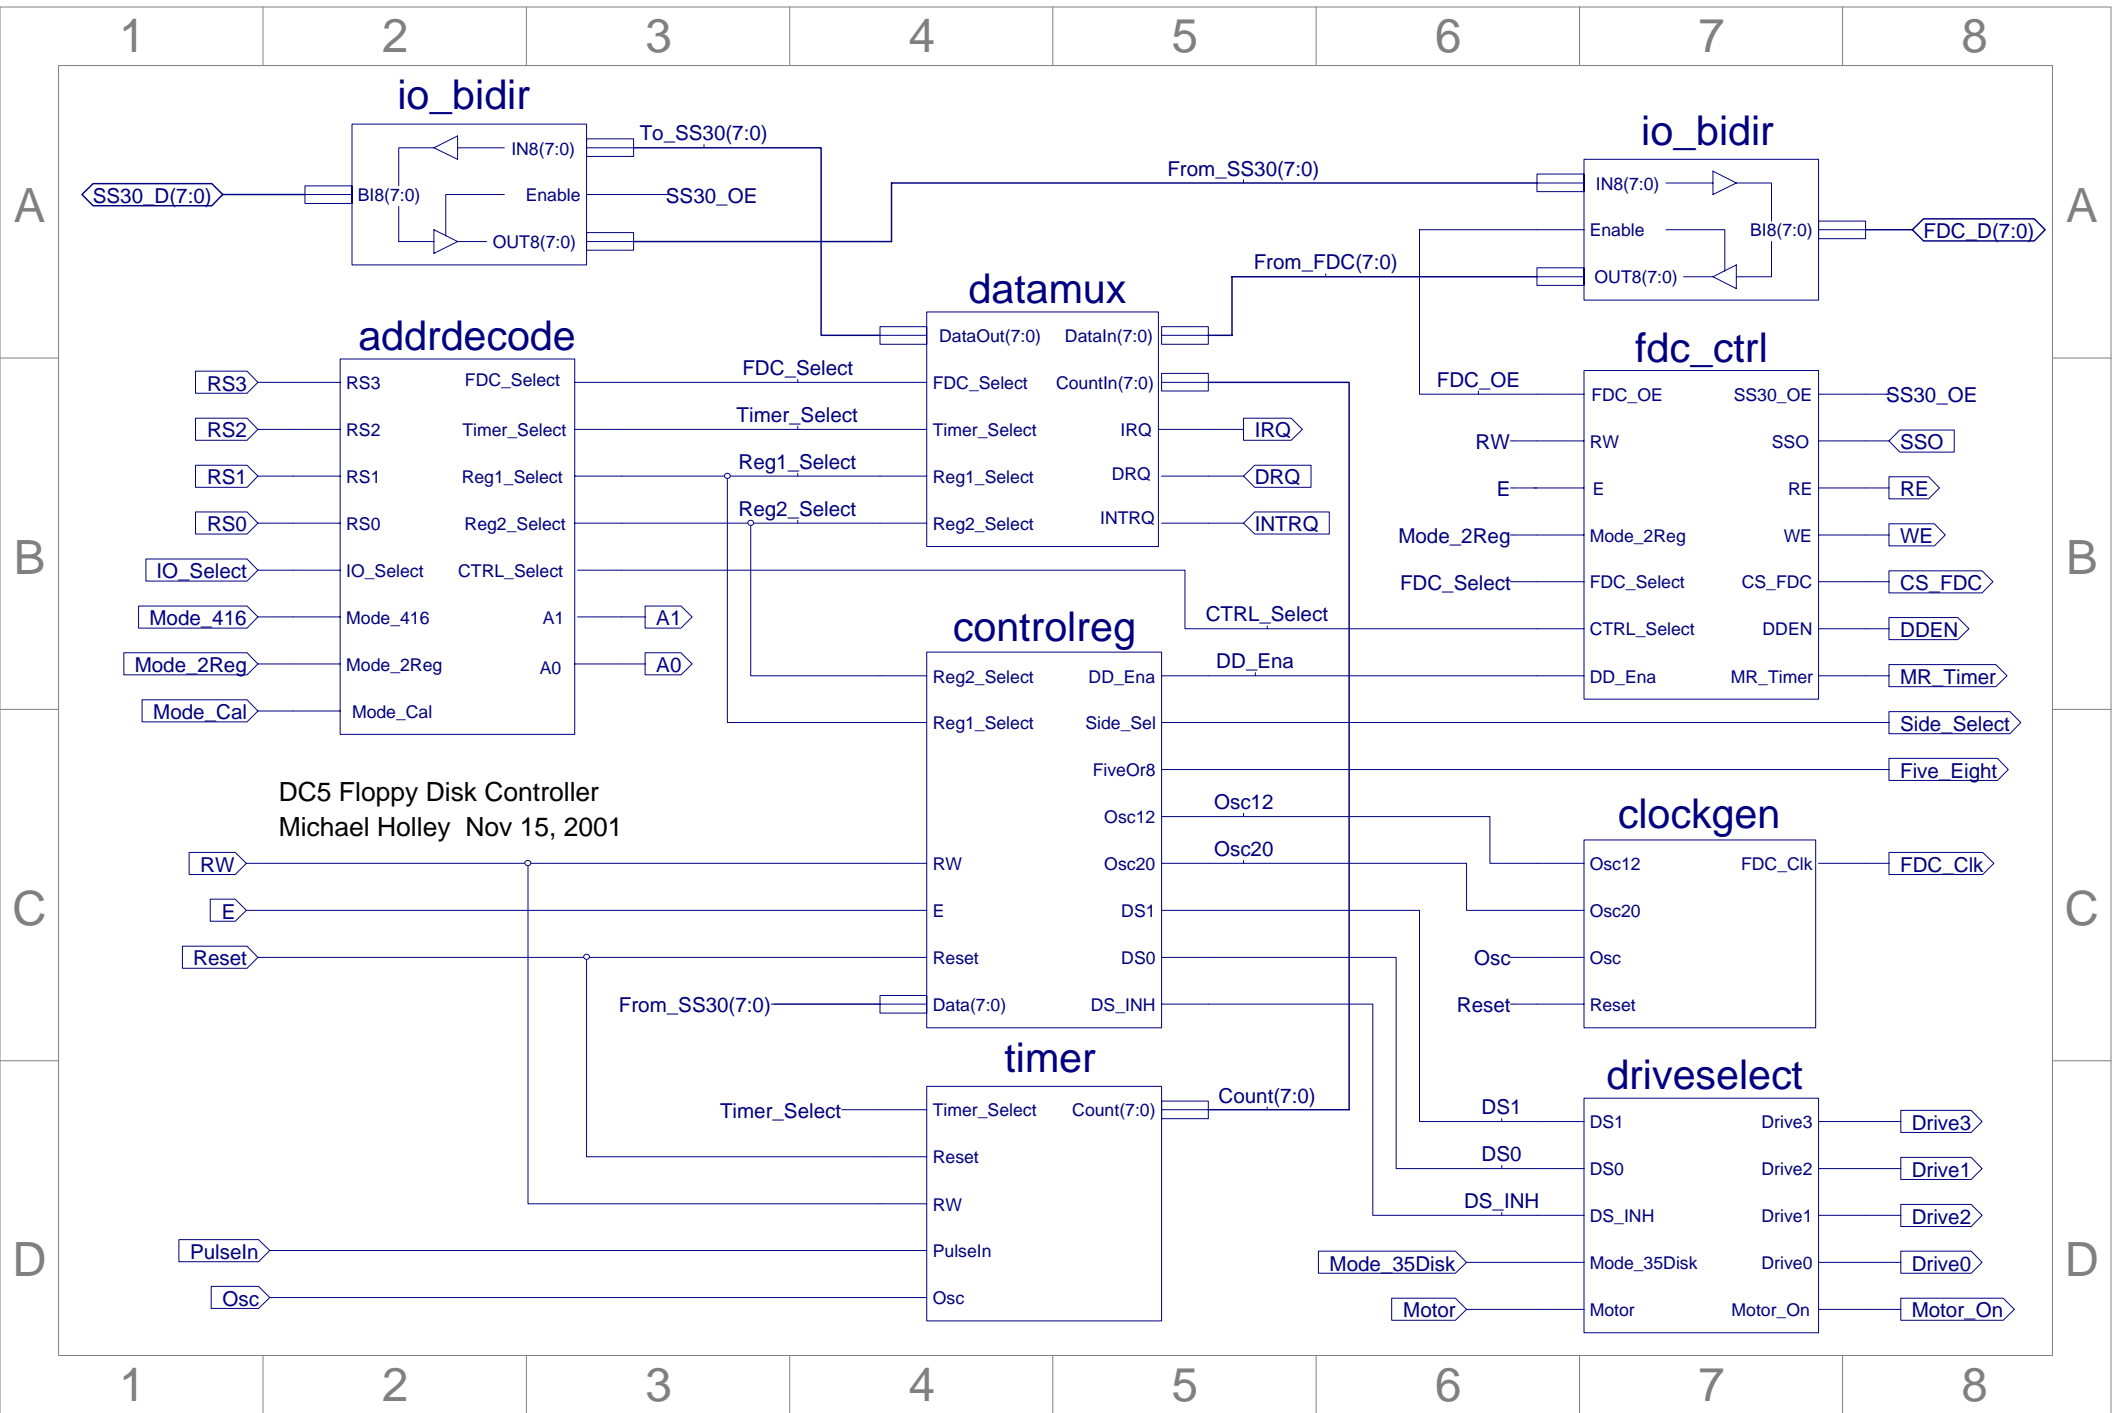 1 2 3 4 5 6 7 8
A
A
B
B
C
C
D
D
io_bidir
SS30_D(7:0)
BI8(7:0)
IN8(7:0)
Enable
OUT8(7:0)
To_SS30(7:0)
SS30_OE
From_SS30(7:0)
From_FDC(7:0)
io_bidir
IN8(7:0)
Enable
OUT8(7:0)
BI8(7:0)
FDC_D(7:0)
addrdecode
RS3
RS2
RS1
RS0
IO_Select
Mode_416
Mode_2Reg
Mode_Cal
RS3
RS2
RS1
RS0
IO_Select
Mode_416
Mode_2Reg
Mode_Cal
FDC_Select
Timer_Select
Reg1_Select
Reg2_Select
CTRL_Select
A1
A0
A1
A0
FDC_Select
Timer_Select
Reg1_Select
Reg2_Select
datamux
DataOut(7:0)
FDC_Select
Timer_Select
Reg1_Select
Reg2_Select
DataIn(7:0)
CountIn(7:0)
IRQ
DRQ
INTRQ
IRQ
DRQ
INTRQ
fdc_ctrl
FDC_OE
RW
E
Mode_2Reg
FDC_Select
CTRL_Select
DD_Ena
FDC_OE
RW
E
Mode_2Reg
FDC_Select
CTRL_Select
DD_Ena
SS30_OE
SSO
RE
WE
CS_FDC
DDEN
MR_Timer
SS30_OE
SSO
RE
WE
CS_FDC
DDEN
MR_Timer
Side_Select
Five_Eight
DC5 Floppy Disk Controller
Michael Holley Nov 15, 2001
RW
E
Reset
From_SS30(7:0)
controlreg
Reg2_Select
Reg1_Select
RW
E
Reset
Data(7:0)
DD_Ena
Side_Sel
FiveOr8
Osc12
Osc20
DS1
DS0
DS_INH
Osc12
Osc20
clockgen
Osc
Reset
Osc12
Osc20
Osc
Reset
FDC_Clk
FDC_Clk
timer
Timer_Select
PulseIn
Osc
Timer_Select
Reset
RW
PulseIn
Osc
Count(7:0)
Count(7:0)
driveselect
DS1
DS0
DS_INH
Mode_35Disk
Motor
DS1
DS0
DS_INH
Mode_35Disk
Motor
Drive3
Drive2
Drive1
Drive0
Motor_On
Drive3
Drive1
Drive2
Drive0
Motor_On
1 2 3 4 5 6 7 8